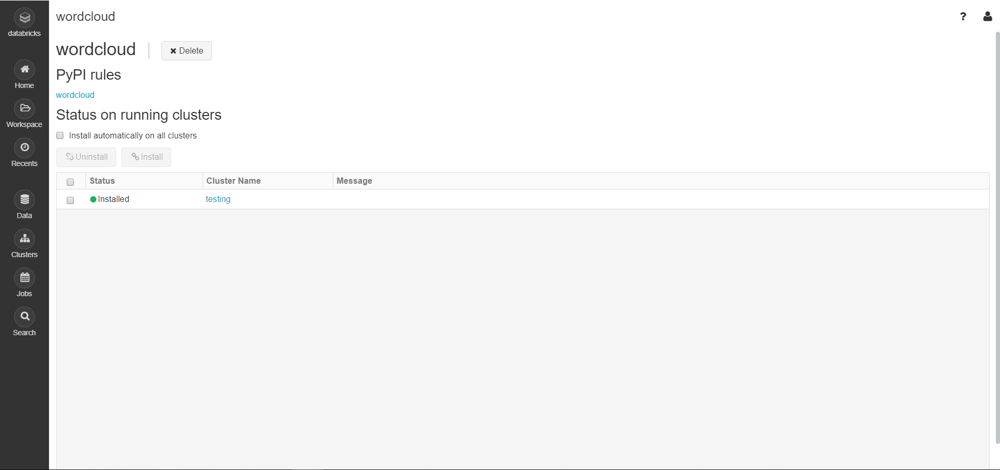 databricks
Home
Workspace
Recents
Data
Clusters
Jobs
Search
wordcloud
?
wordcloud
Delete
PyPI rules
wordcloud
Status on running clusters
Install automatically on all clusters
Uninstall Install
Status Cluster Name Message
Installed testing